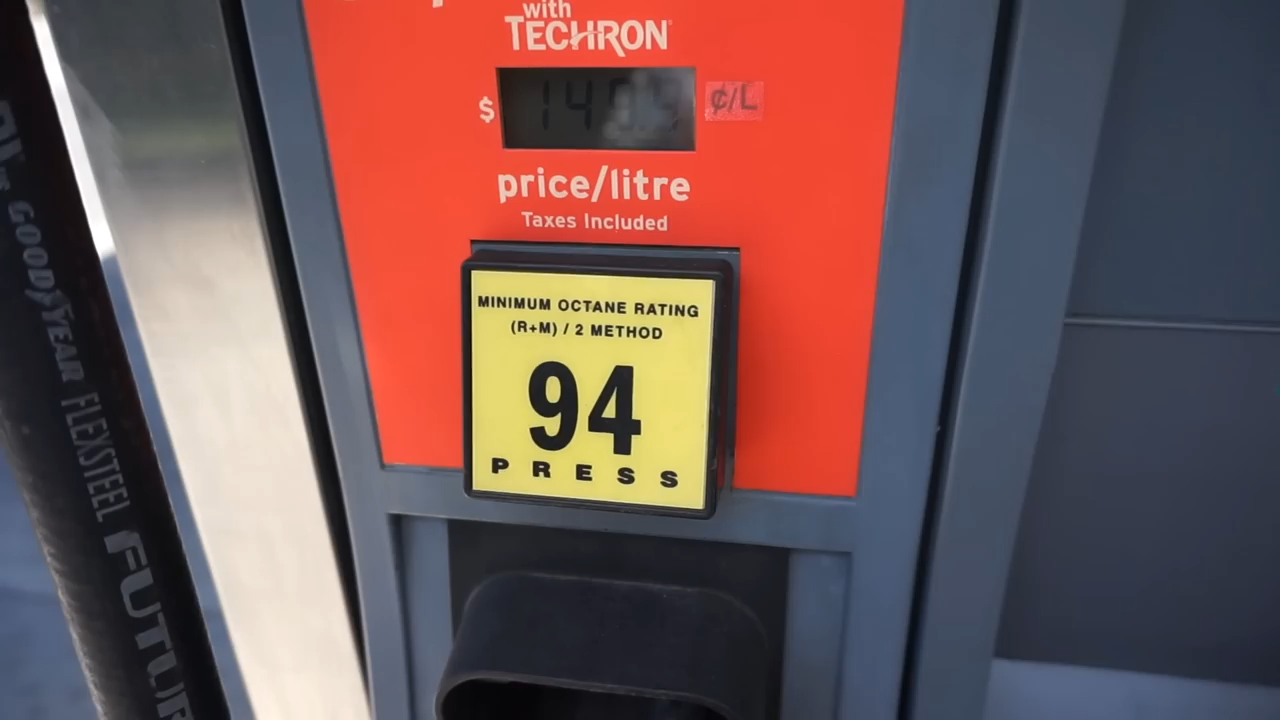 with
TECHRON
$
¢/L
price/litre
Taxes Included
MINIMUM OCTANE RATING
(R+M) / 2 METHOD
94
PRESS
GOODYEAR FLEXSTEEL